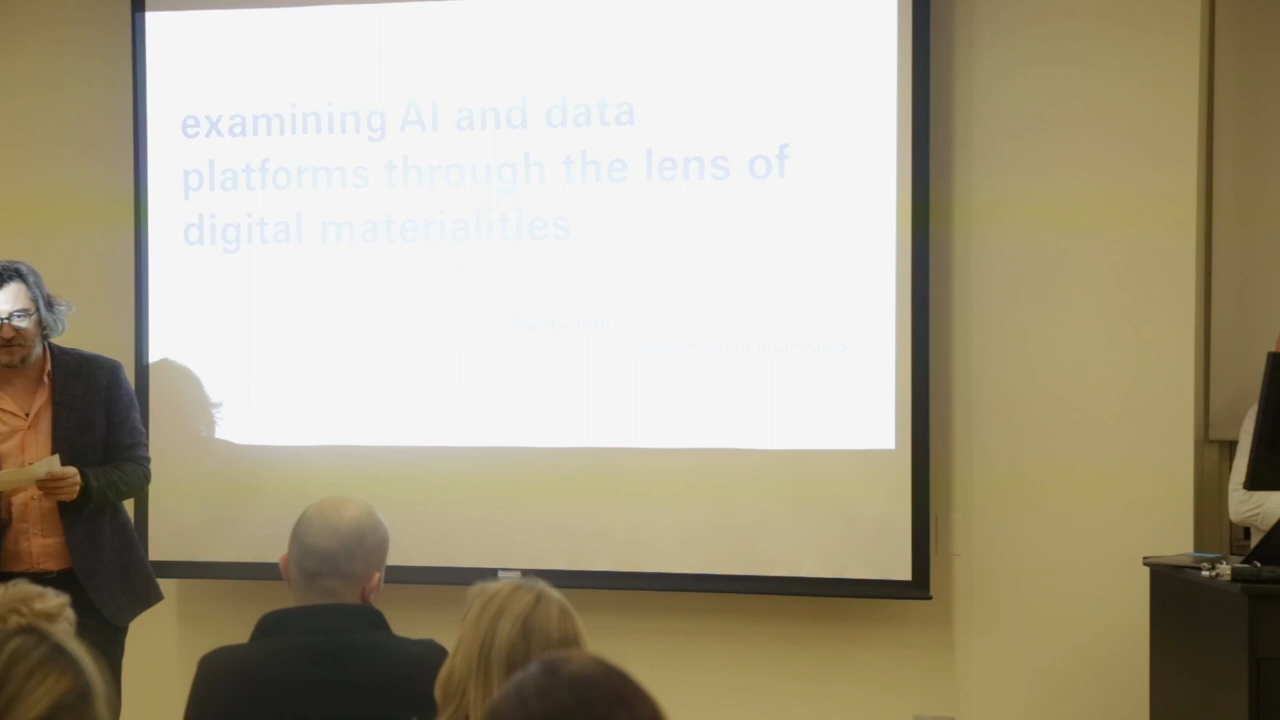 examining AI and data
platforms through the lens of
digital materialities